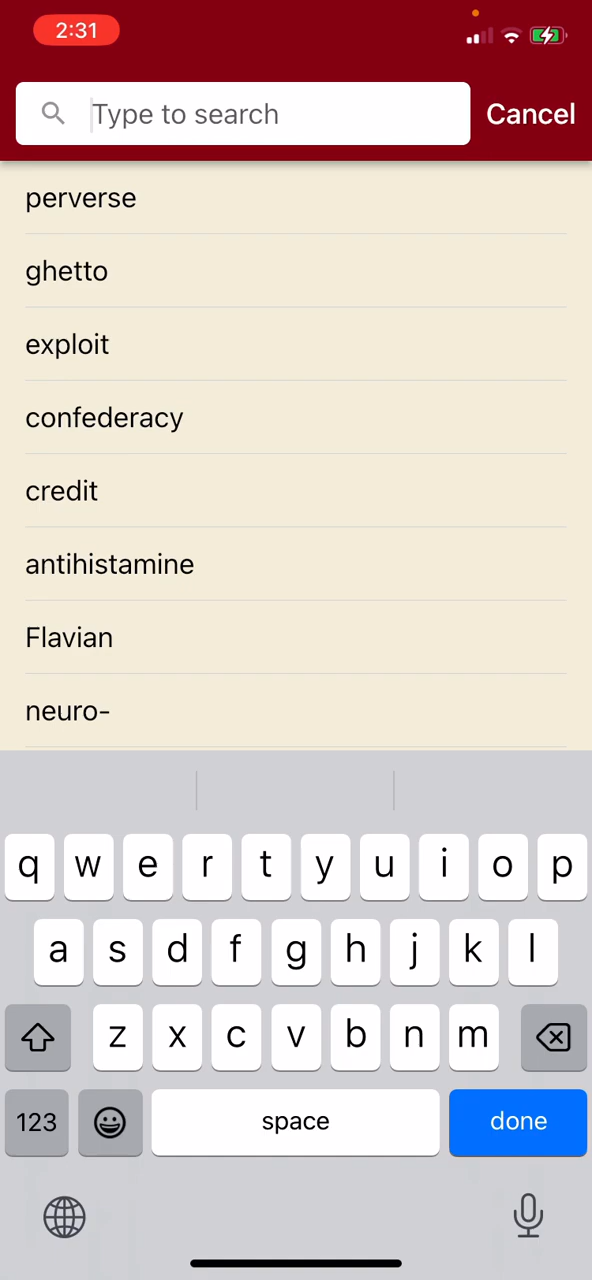 2:31
Type to search
Cancel
perverse
ghetto
exploit
confederacy
credit
antihistamine
Flavian
neuro-
q w e r t y u i o p
a s d f g h j k l
z x c v b n m
123 space done